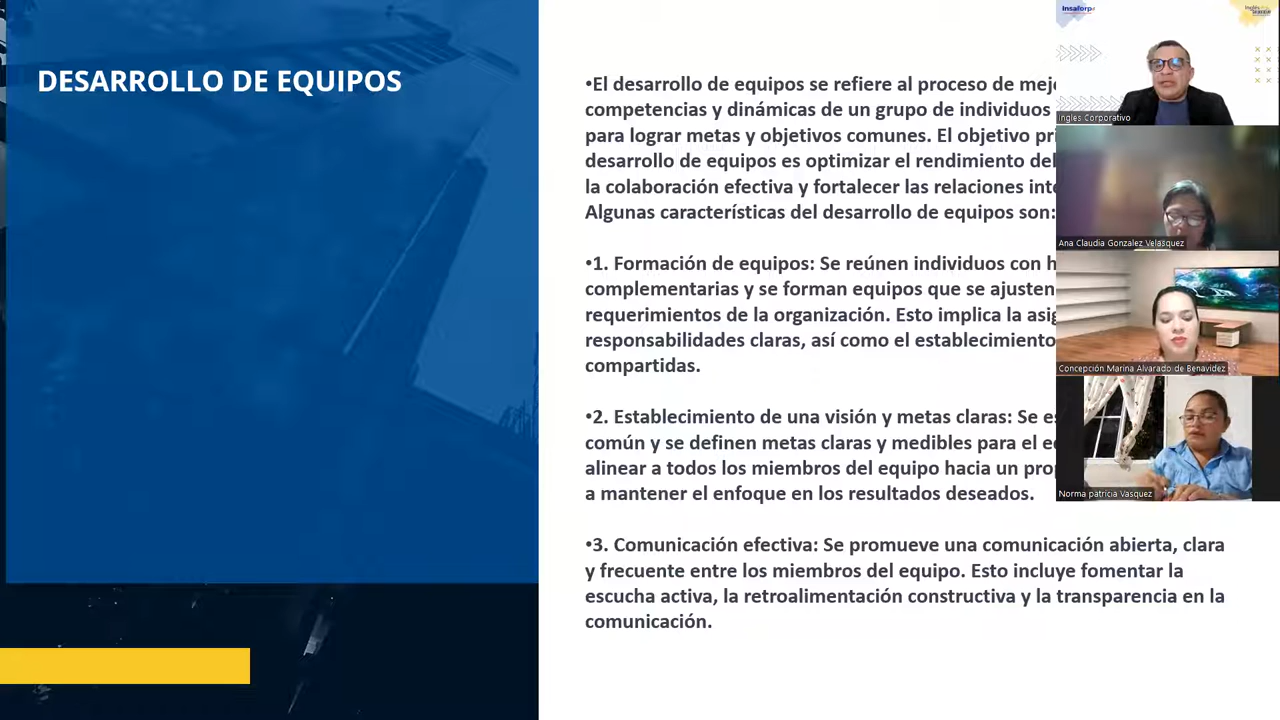 DESARROLLO DE EQUIPOS
•El desarrollo de equipos se refiere al proceso de mej
competencias y dinámicas de un grupo de individuos
para lograr metas y objetivos comunes. El objetivo pri
desarrollo de equipos es optimizar el rendimiento del
la colaboración efectiva y fortalecer las relaciones int
Algunas características del desarrollo de equipos son:
•1. Formación de equipos: Se reúnen individuos con h
complementarias y se forman equipos que se ajusten
requerimientos de la organización. Esto implica la asig
responsabilidades claras, así como el establecimiento
compartidas.
•2. Establecimiento de una visión y metas claras: Se es
común y se definen metas claras y medibles para el e
alinear a todos los miembros del equipo hacia un prop
a mantener el enfoque en los resultados deseados.
•3. Comunicación efectiva: Se promueve una comunicación abierta, clara
y frecuente entre los miembros del equipo. Esto incluye fomentar la
escucha activa, la retroalimentación constructiva y la transparencia en la
comunicación.
insaforp
Ingles Corporativo
Ana Claudia Gonzalez Velasquez
Concepción Marina Alvarado de Benavidez
Norma patricia Vasquez